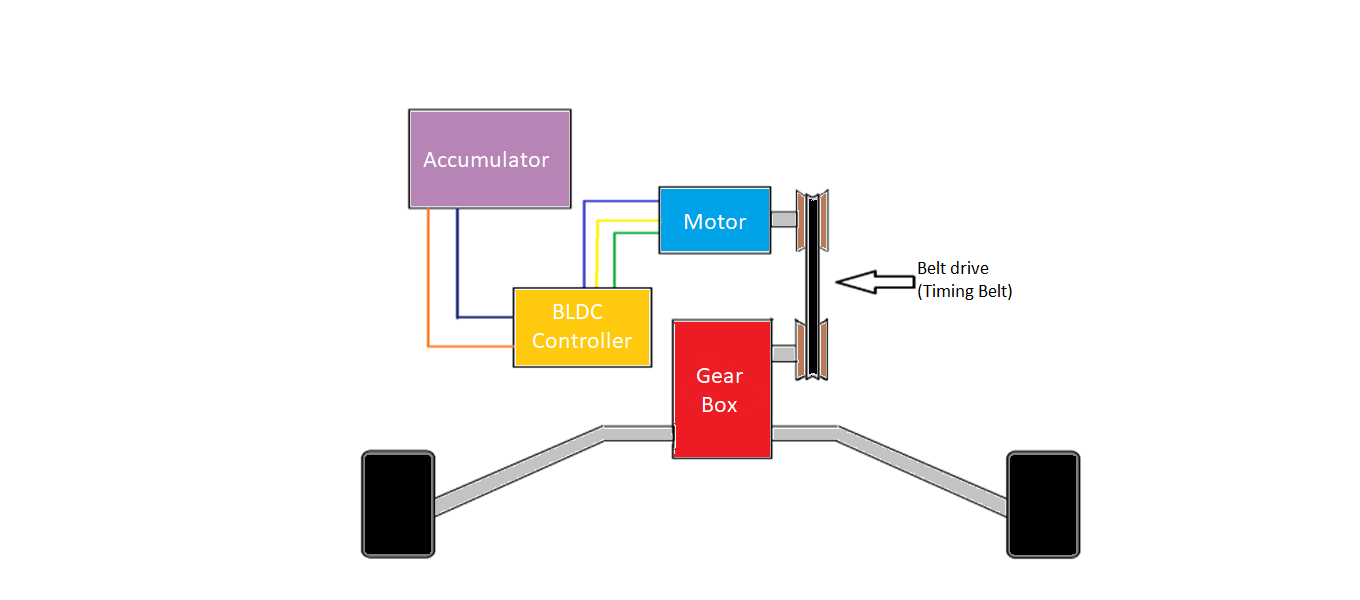 Accumulator
Motor
Belt drive
(Timing Belt)
BLDC
Controller
Gear
Box